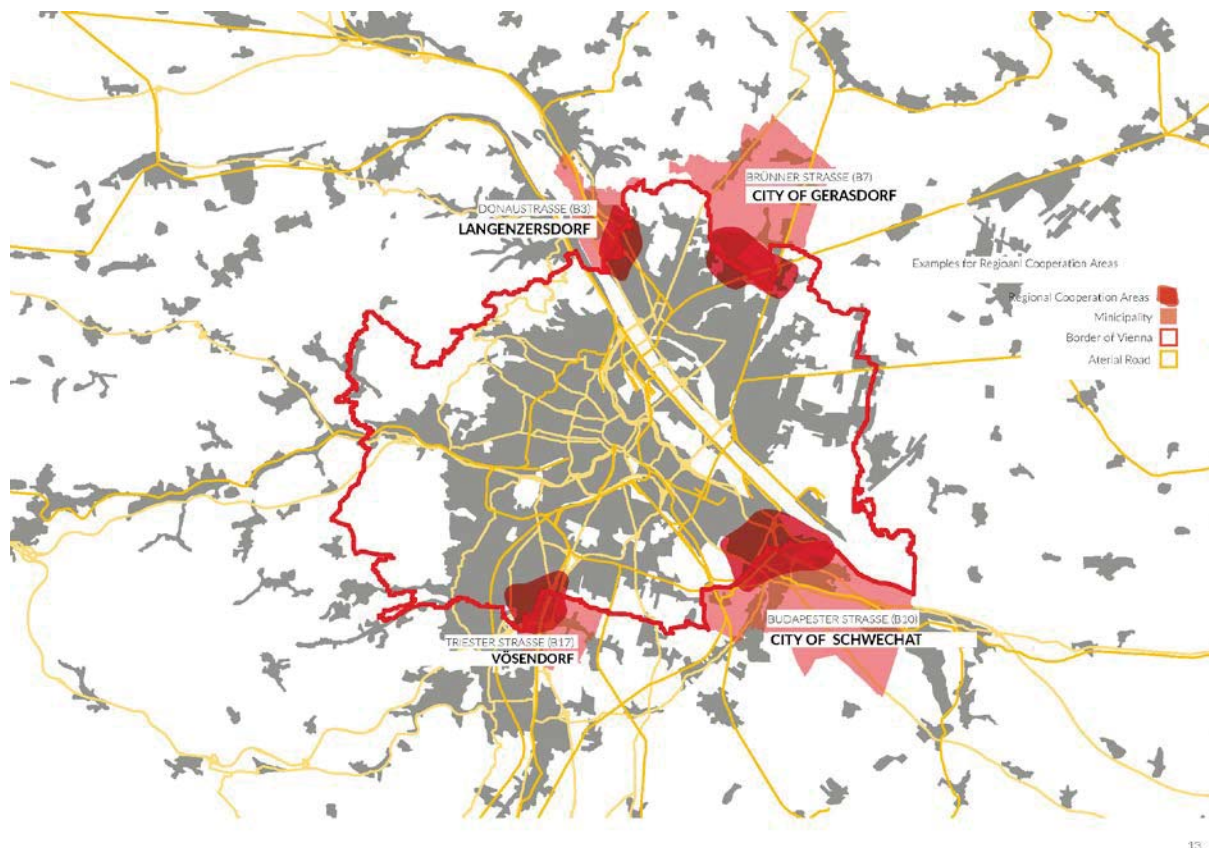 BRÜNNER STRASSE (B7)
CITY OF GERASDORF
DONAUSTRASSE (B3)
LANGENZERSDORF
Examples for Regioanl Cooperation Areas
Regional Cooperation Areas
Minicipality
Border of Vienna
Aterial Road
BUDAPESTER STRASSE (B10)
CITY OF SCHWECHAT
TRIESTER STRASSE (B17)
VÖSENDORF
13